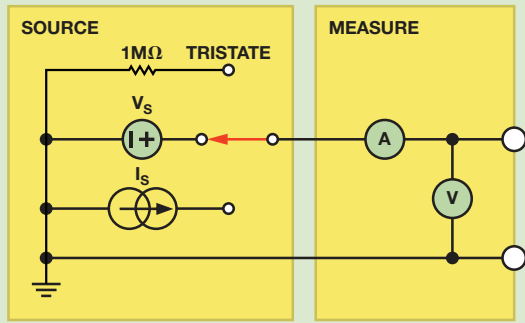 SOURCE
MEASURE
1MΩ TRISTATE
VS
I+
IS
A
V